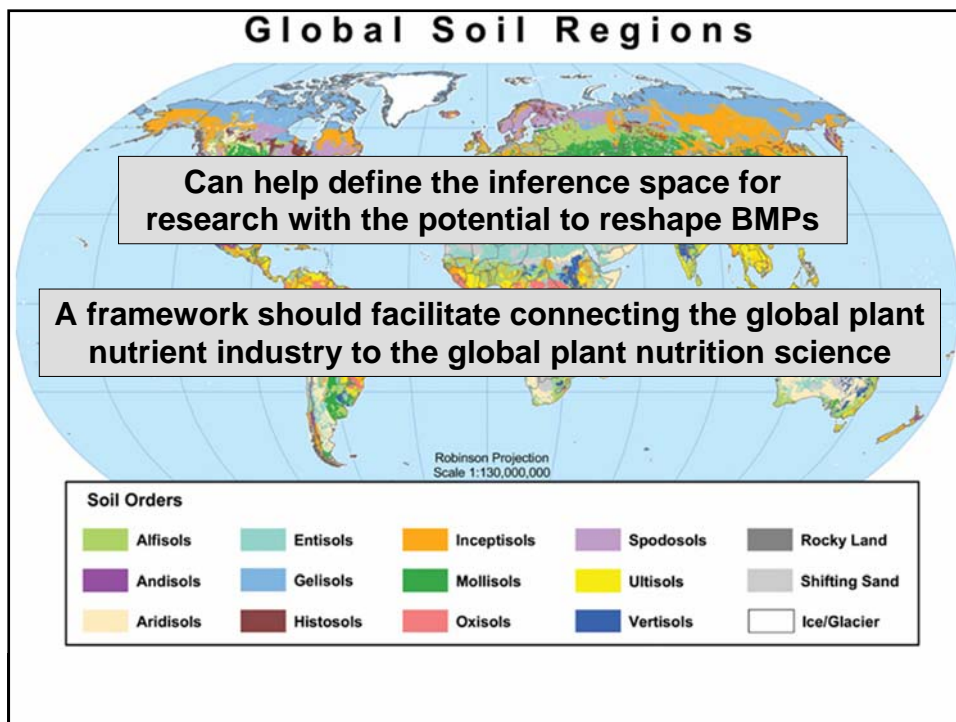 Global Soil Regions
Can help define the inference space for
research with the potential to reshape BMPs
A framework should facilitate connecting the global plant
nutrient industry to the global plant nutrition science
Robinson Projection
Scale 1:130,000,000
Soil Orders
Alfisols Entisols Inceptisols Spodosols Rocky Land
Andisols Gelisols Mollisols Ultisols Shifting Sand
Aridisols Histosols Oxisols Vertisols Ice/Glacier